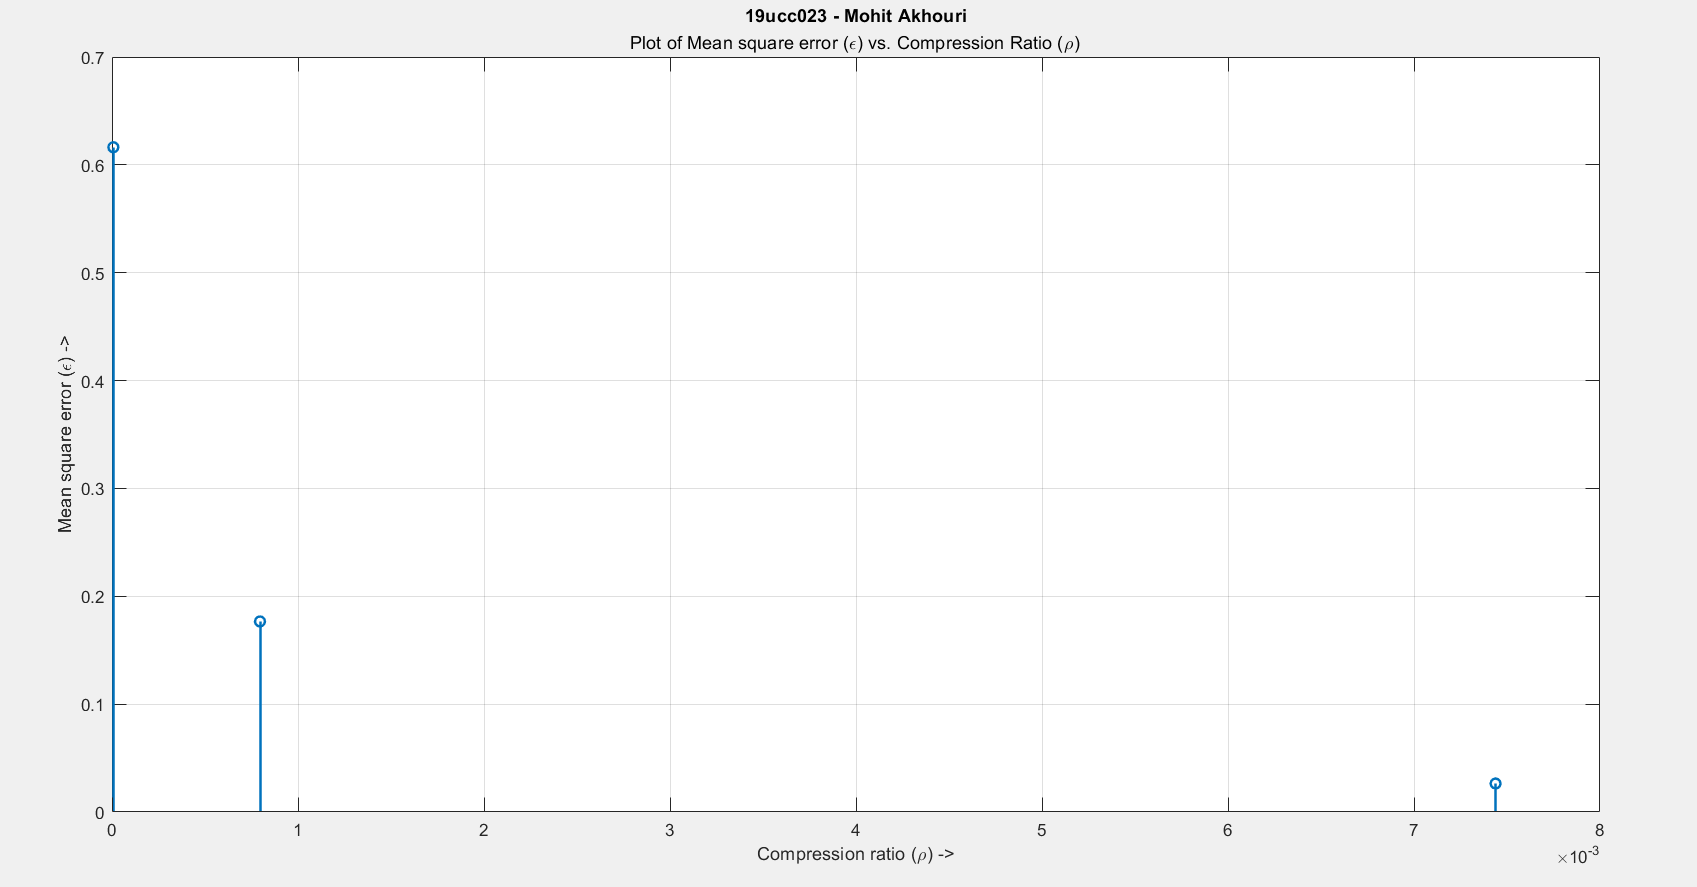 19ucc023 - Mohit Akhouri
Plot of Mean square error (ϵ) vs. Compression Ratio (ρ)
0.7
0.6
0.5
0.4
0.3
0.2
0.1
0
Mean square error (ϵ) ->
0 1 2 3 4 5 6 7 8
Compression ratio (ρ) ->
×10⁻³